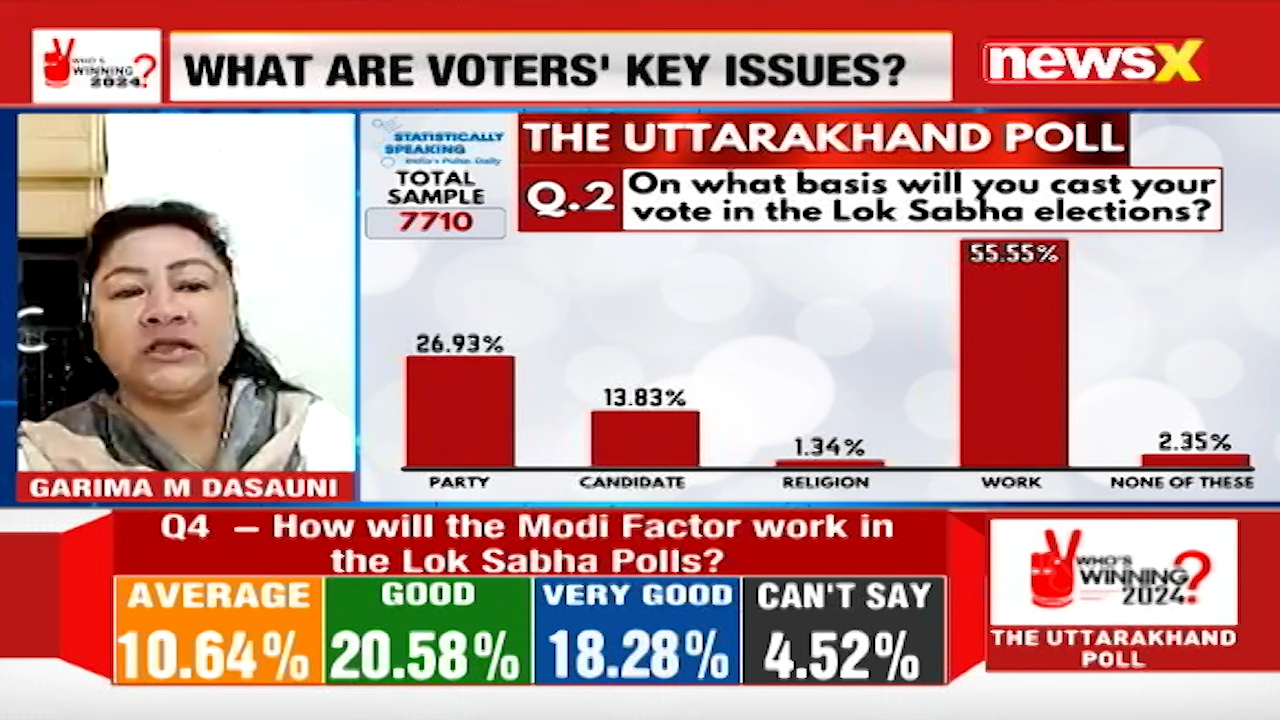 WHO'S
WINNING
2024?
WHAT ARE VOTERS' KEY ISSUES?
newsX
STATISTICALLY
SPEAKING
India's Pulse, Daily
TOTAL
SAMPLE
7710
THE UTTARAKHAND POLL
Q.2
On what basis will you cast your
vote in the Lok Sabha elections?
55.55%
26.93%
13.83%
1.34%
2.35%
PARTY
CANDIDATE
RELIGION
WORK
NONE OF THESE
GARIMA M DASAUNI
Q4 – How will the Modi Factor work in
the Lok Sabha Polls?
AVERAGE
10.64%
GOOD
20.58%
VERY GOOD
18.28%
CAN'T SAY
4.52%
WHO'S
WINNING
2024?
THE UTTARAKHAND
POLL